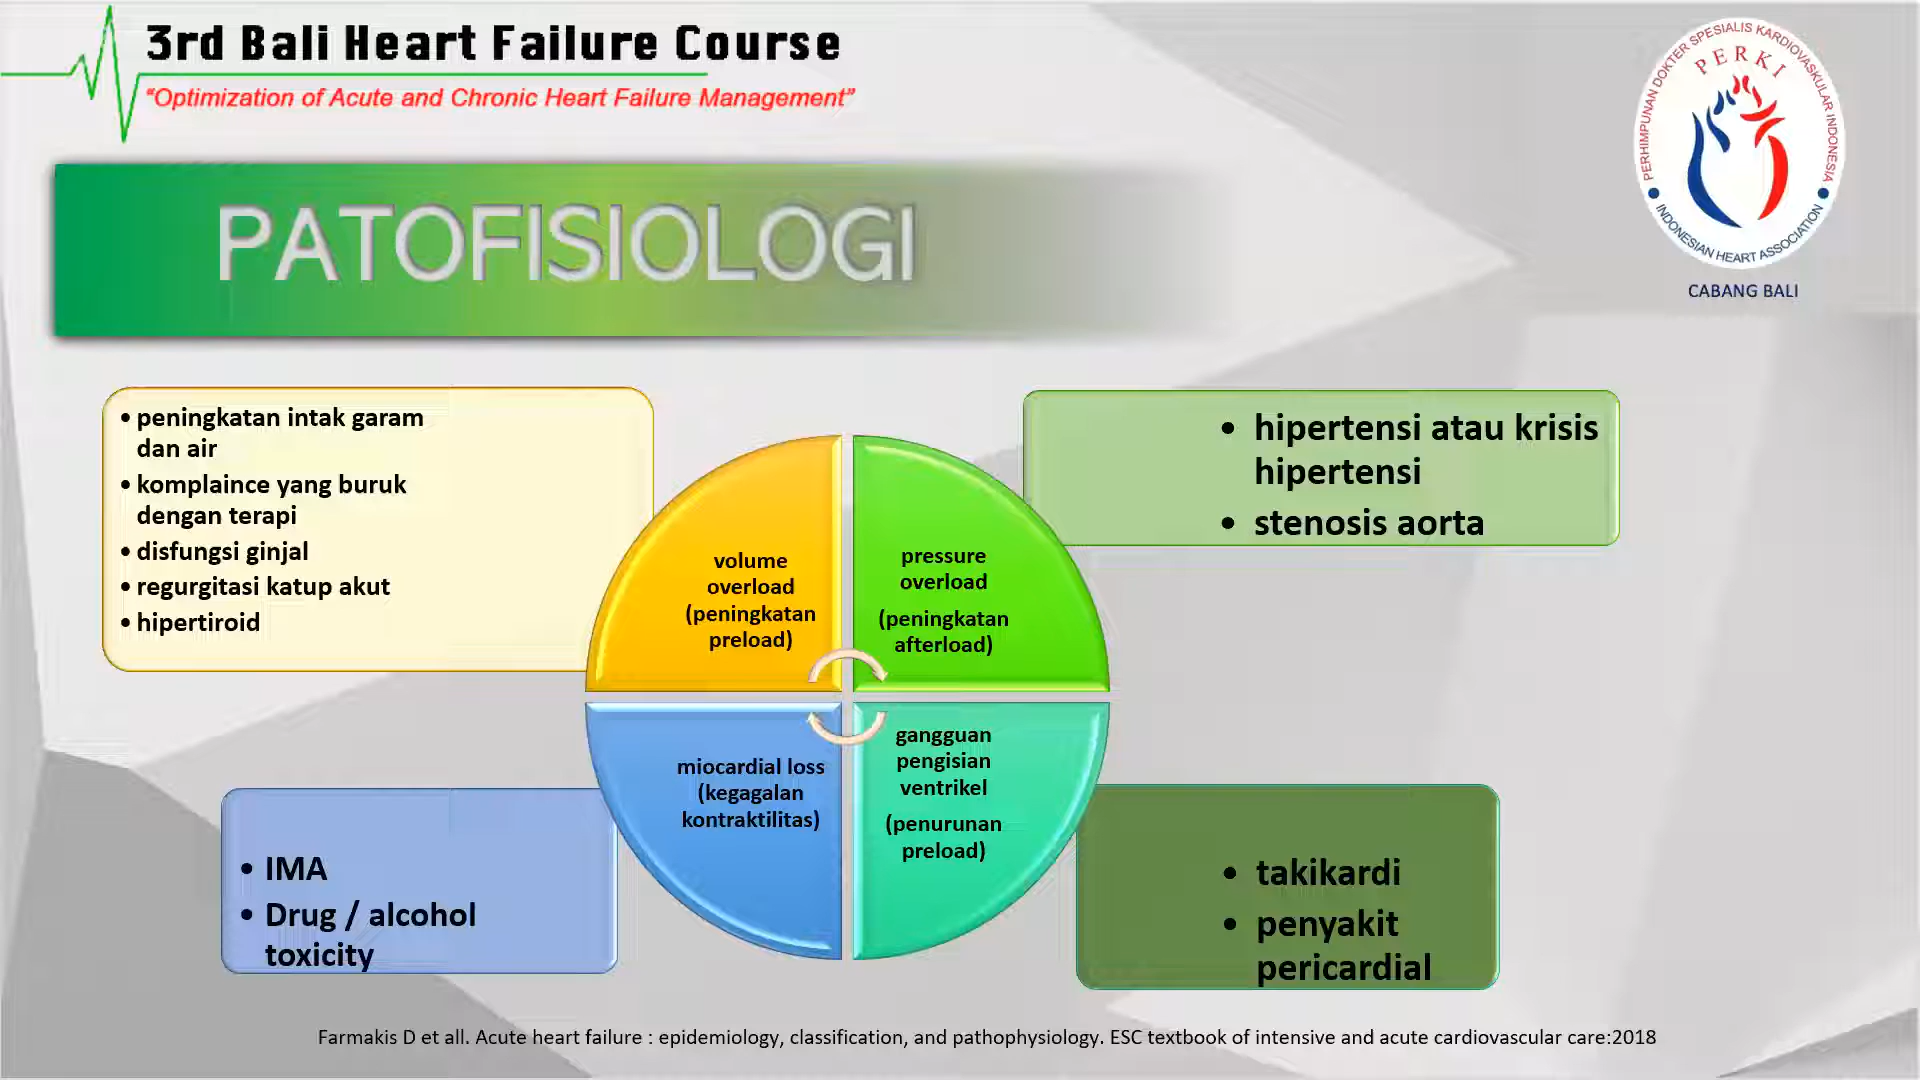 3rd Bali Heart Failure Course
"Optimization of Acute and Chronic Heart Failure Management"
PERHIMPUNAN DOKTER SPESIALIS KARDIOVASKULAR INDONESIA
PERKI
INDONESIAN HEART ASSOCIATION
CABANG BALI
PATOFISIOLOGI
• peningkatan intak garam
dan air
• komplaince yang buruk
dengan terapi
• disfungsi ginjal
• regurgitasi katup akut
• hipertiroid
• hipertensi atau krisis
hipertensi
• stenosis aorta
volume
overload
(peningkatan
preload)
pressure
overload
(peningkatan
afterload)
miocardial loss
(kegagalan
kontraktilitas)
gangguan
pengisian
ventrikel
(penurunan
preload)
• IMA
• Drug / alcohol
toxicity
• takikardi
• penyakit
pericardial
Farmakis D et all. Acute heart failure : epidemiology, classification, and pathophysiology. ESC textbook of intensive and acute cardiovascular care:2018